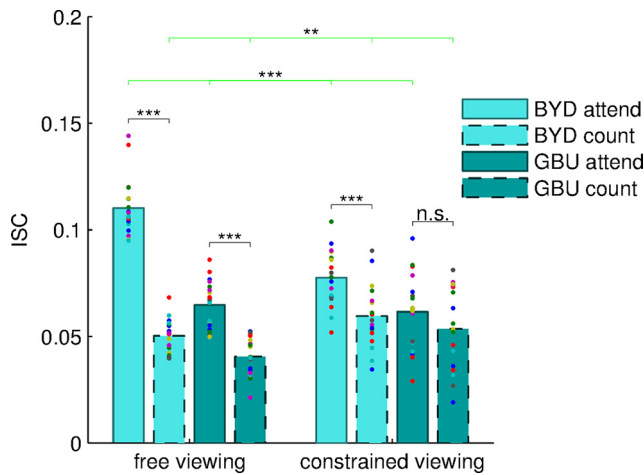 0.2
**
***
0.15
***
BYD attend
BYD count
GBU attend
GBU count
ISC
0.1
***
***
n.s.
0.05
0
free viewing
constrained viewing